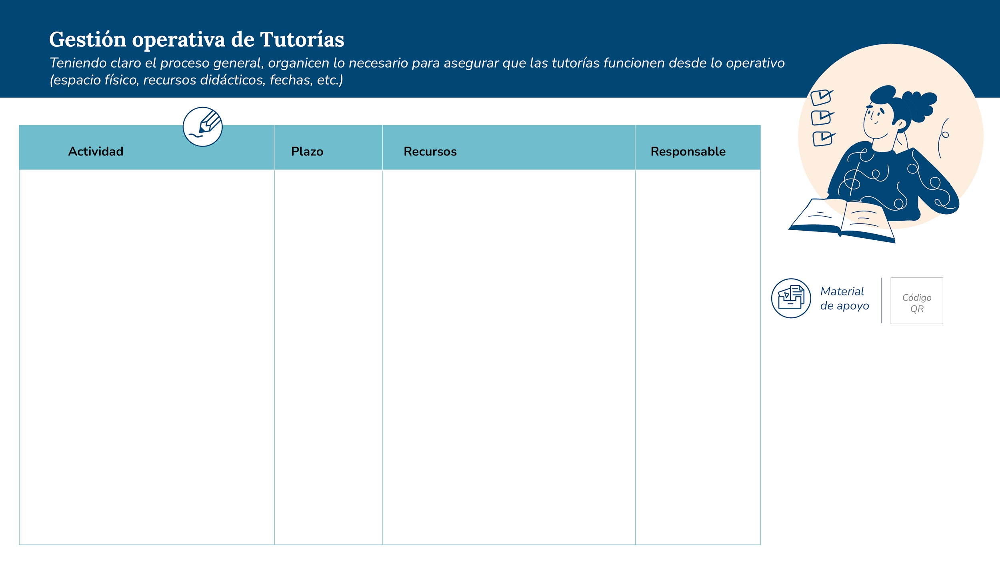 Gestión operativa de Tutorías
Teniendo claro el proceso general, organicen lo necesario para asegurar que las tutorías funcionen desde lo operativo
(espacio físico, recursos didácticos, fechas, etc.)
Actividad
Plazo
Recursos
Responsable
Material
de apoyo
Código
QR